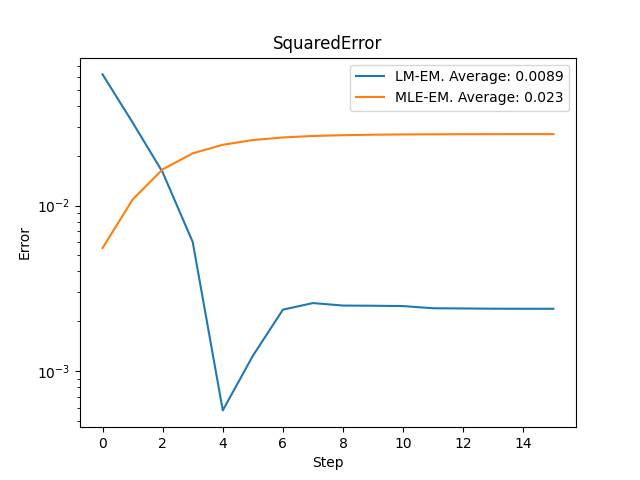 SquaredError
LM-EM. Average: 0.0089
MLE-EM. Average: 0.023
Error
10⁻²
10⁻³
0 2 4 6 8 10 12 14
Step